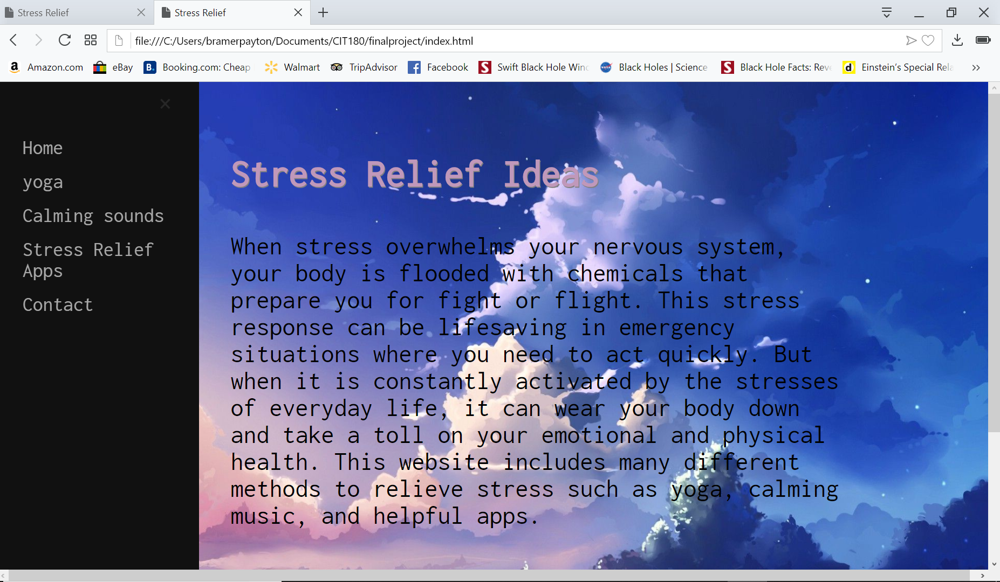 Stress Relief
Stress Relief
file:///C:/Users/bramerpayton/Documents/CIT180/finalproject/index.html
Amazon.com eBay Booking.com: Cheap Walmart TripAdvisor Facebook Swift Black Hole Winc Black Holes | Science Black Hole Facts: Reve Einstein's Special Rela
Home
yoga
Calming sounds
Stress Relief
Apps
Contact
Stress Relief Ideas
When stress overwhelms your nervous system,
your body is flooded with chemicals that
prepare you for fight or flight. This stress
response can be lifesaving in emergency
situations where you need to act quickly. But
when it is constantly activated by the stresses
of everyday life, it can wear your body down
and take a toll on your emotional and physical
health. This website includes many different
methods to relieve stress such as yoga, calming
music, and helpful apps.